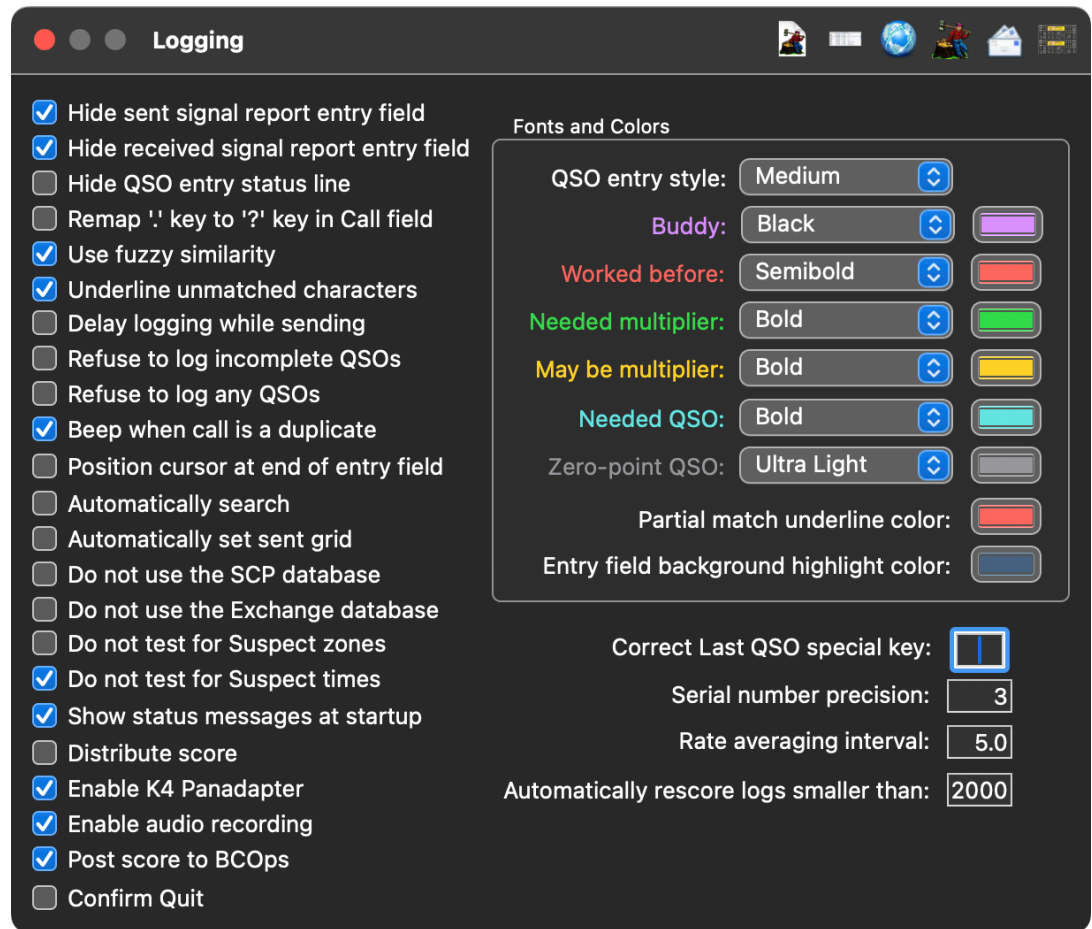 Logging
Hide sent signal report entry field
Hide received signal report entry field
Hide QSO entry status line
Remap '.' key to '?' key in Call field
Use fuzzy similarity
Underline unmatched characters
Delay logging while sending
Refuse to log incomplete QSOs
Refuse to log any QSOs
Beep when call is a duplicate
Position cursor at end of entry field
Automatically search
Automatically set sent grid
Do not use the SCP database
Do not use the Exchange database
Do not test for Suspect zones
Do not test for Suspect times
Show status messages at startup
Distribute score
Enable K4 Panadapter
Enable audio recording
Post score to BCOps
Confirm Quit
Fonts and Colors
QSO entry style: Medium
Buddy: Black
Worked before: Semibold
Needed multiplier: Bold
May be multiplier: Bold
Needed QSO: Bold
Zero-point QSO: Ultra Light
Partial match underline color:
Entry field background highlight color:
Correct Last QSO special key:
Serial number precision: 3
Rate averaging interval: 5.0
Automatically rescore logs smaller than: 2000